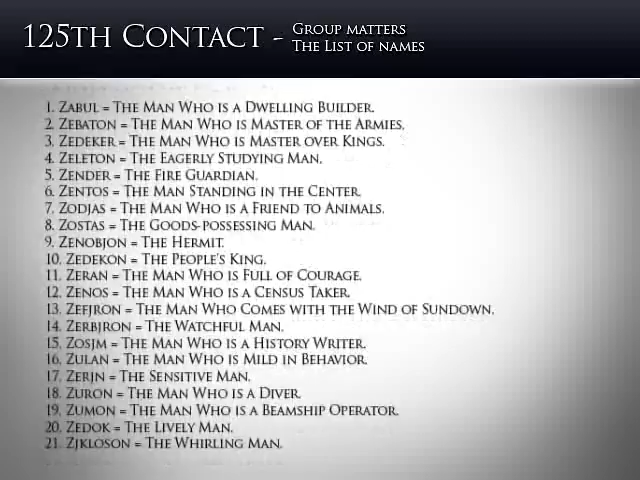 125th Contact -
Group matters
The List of names
1. Zabul = The Man Who is a Dwelling Builder.
2. Zebaton = The Man Who is Master of the Armies.
3. Zedeker = The Man Who is Master over Kings.
4. Zeleton = The Eagerly Studying Man.
5. Zender = The Fire Guardian.
6. Zentos = The Man Standing in the Center.
7. Zodjas = The Man Who is a Friend to Animals.
8. Zostas = The Goods-possessing Man.
9. Zenobjon = The Hermit.
10. Zedekon = The People's King.
11. Zeran = The Man Who is Full of Courage.
12. Zenos = The Man Who is a Census Taker.
13. Zefjron = The Man Who Comes with the Wind of Sundown.
14. Zerbjron = The Watchful Man.
15. Zosjm = The Man Who is a History Writer.
16. Zulan = The Man Who is Mild in Behavior.
17. Zerjn = The Sensitive Man.
18. Zuron = The Man Who is a Diver.
19. Zumon = The Man Who is a Beamship Operator.
20. Zedok = The Lively Man.
21. Zjkloson = The Whirling Man.